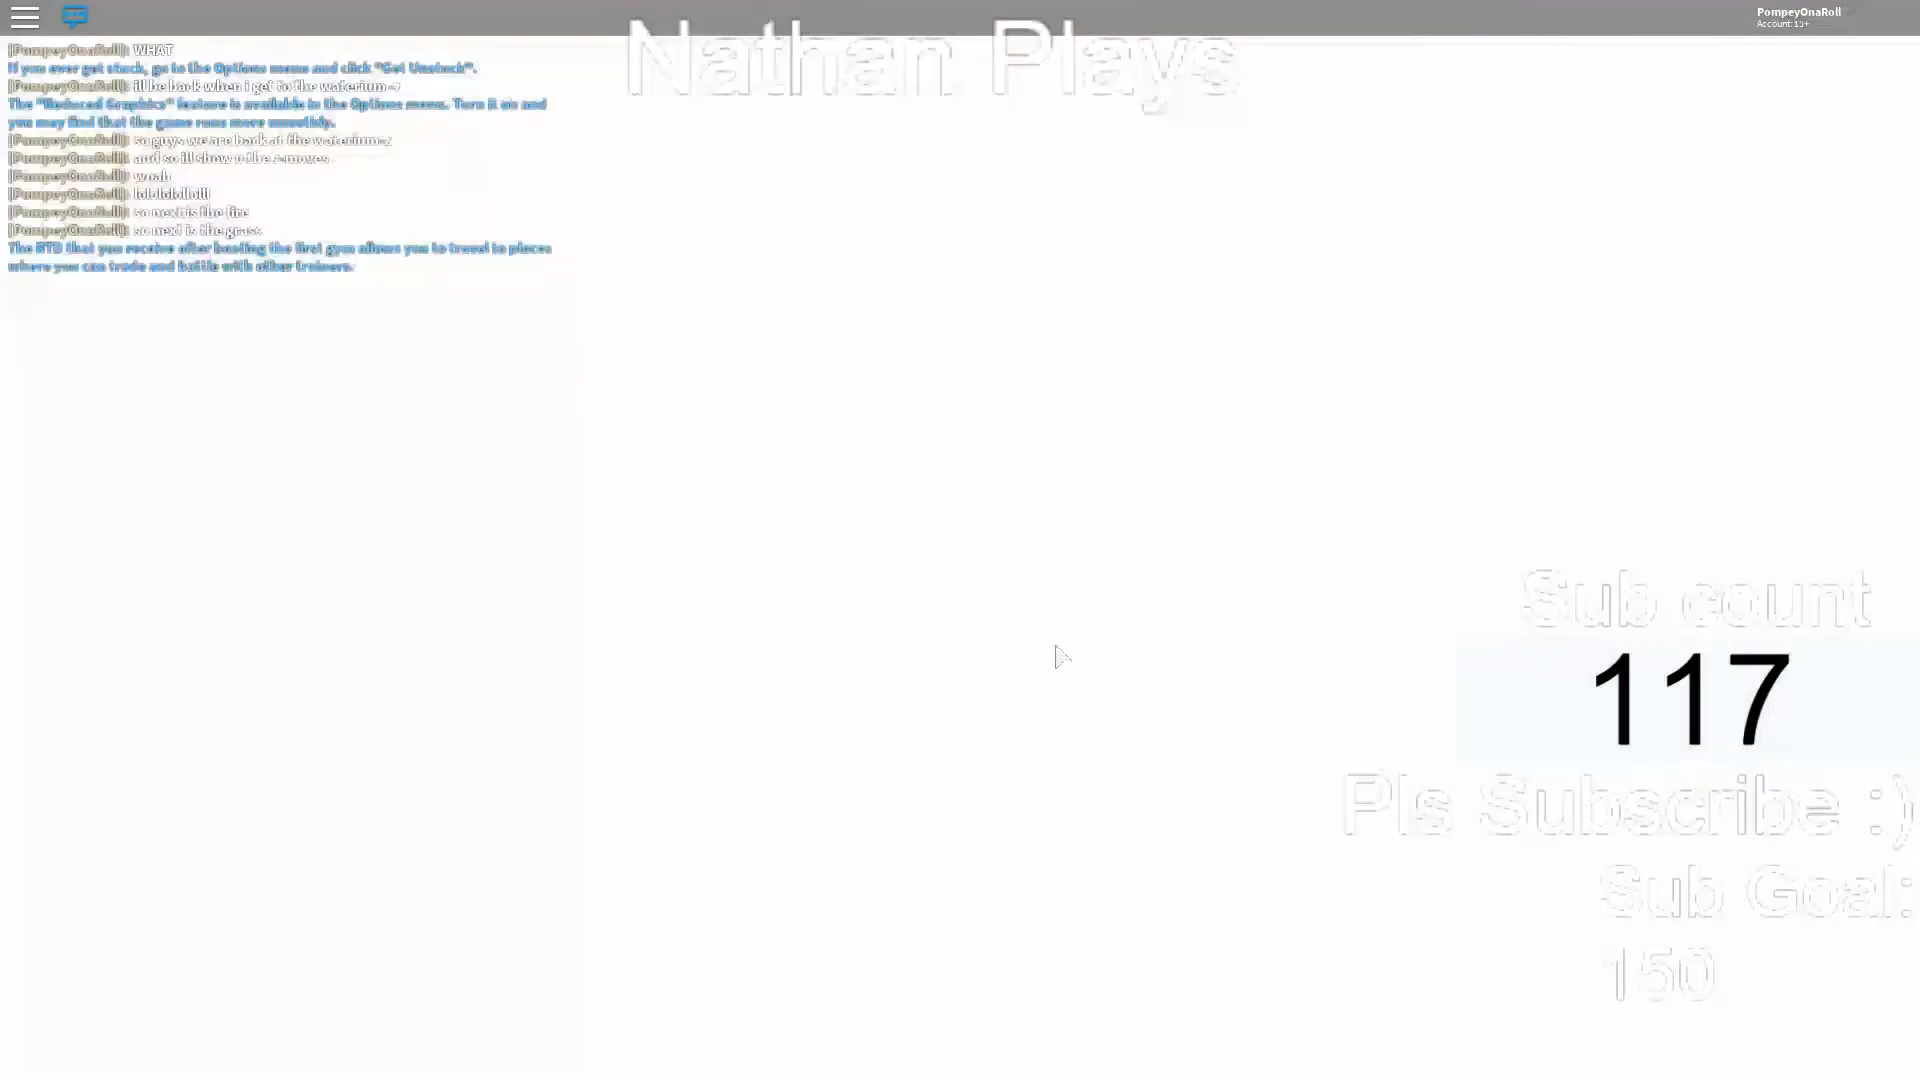 PompeyOnaRoll
Account: 13+
Nathan Plays
[PompeyOnaRoll]: WHAT
If you ever get stuck, go to the Options menu and click "Get Unstuck".
[PompeyOnaRoll]: ill be back when i get to the waterium-z
The "Reduced Graphics" feature is available in the Options menu. Turn it on and
you may find that the game runs more smoothly.
[PompeyOnaRoll]: so guys we are back at the waterium-z
[PompeyOnaRoll]: and so ill show u the z-moves
[PompeyOnaRoll]: woah
[PompeyOnaRoll]:
[PompeyOnaRoll]: so next is the fire
[PompeyOnaRoll]: so next is the grass
The RTD that you receive after beating the first gym allows you to travel to places
where you can trade and battle with other trainers.
Sub count
117
Pls Subscribe :)
Sub Goal:
150